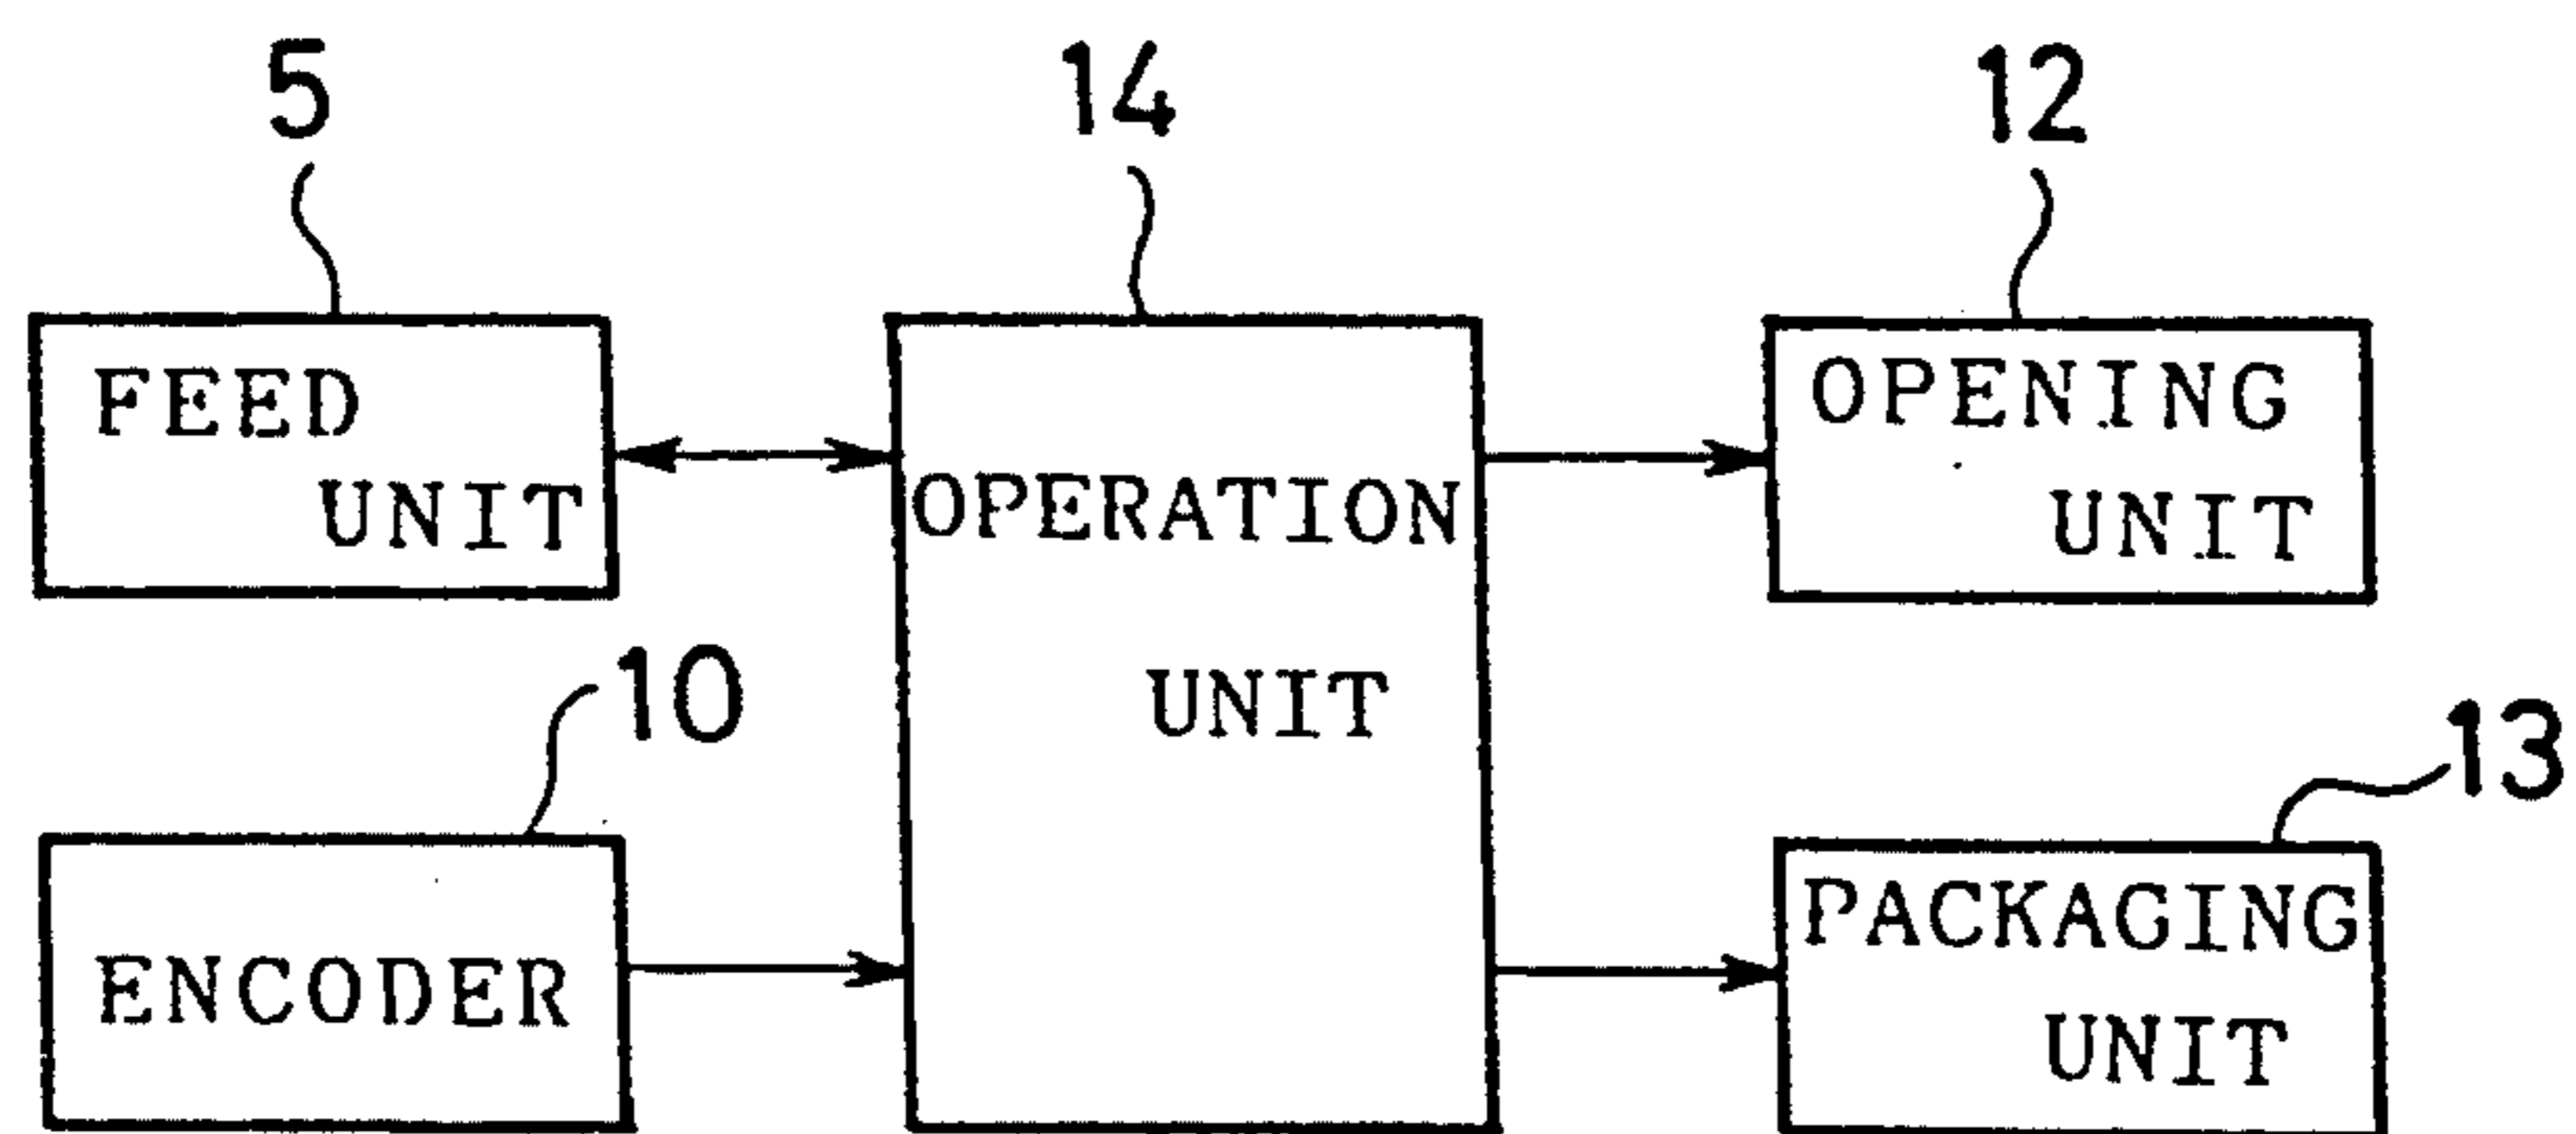 5
14
12
FEED
UNIT
OPERATION
UNIT
OPENING
UNIT
10
13
ENCODER
PACKAGING
UNIT